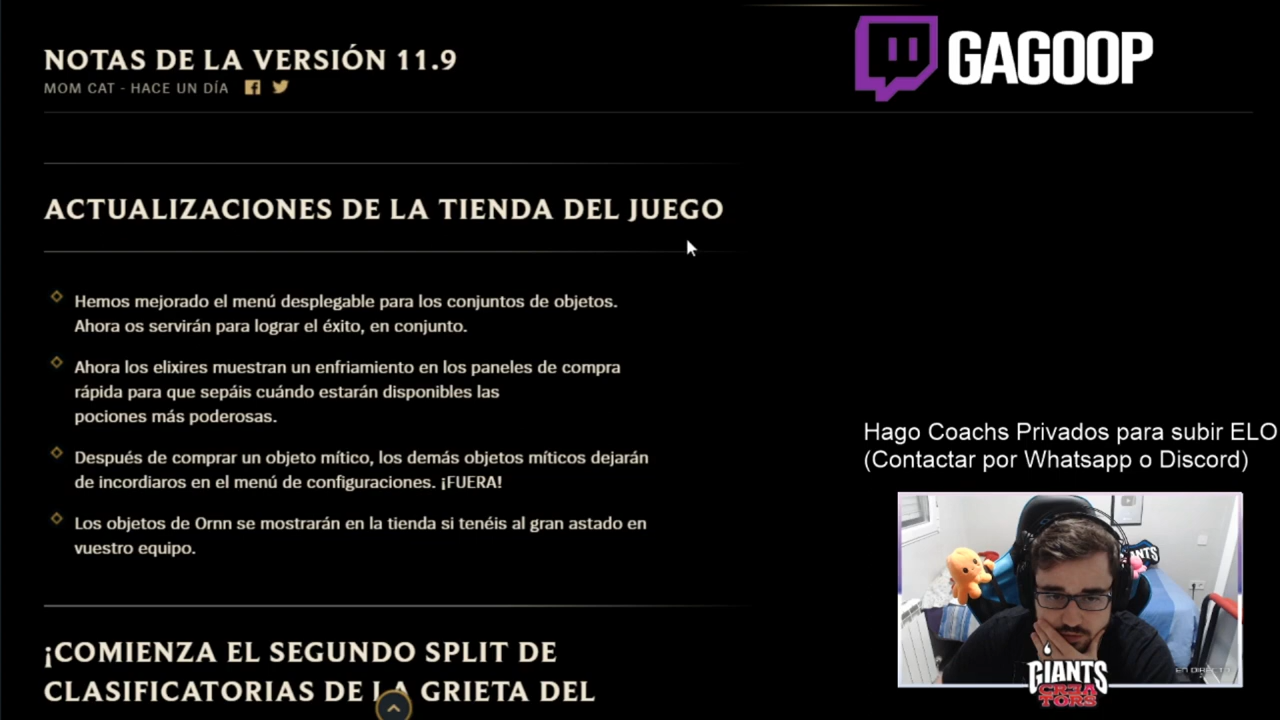 NOTAS DE LA VERSIÓN 11.9
MOM CAT - HACE UN DÍA
GAGOOP
ACTUALIZACIONES DE LA TIENDA DEL JUEGO
Hemos mejorado el menú desplegable para los conjuntos de objetos.
Ahora os servirán para lograr el éxito, en conjunto.
Ahora los elixires muestran un enfriamiento en los paneles de compra
rápida para que sepáis cuándo estarán disponibles las
pociones más poderosas.
Después de comprar un objeto mítico, los demás objetos míticos dejarán
de incordiaros en el menú de configuraciones. ¡FUERA!
Los objetos de Ornn se mostrarán en la tienda si tenéis al gran astado en
vuestro equipo.
¡COMIENZA EL SEGUNDO SPLIT DE
CLASIFICATORIAS DE LA GRIETA DEL
Hago Coachs Privados para subir ELO
(Contactar por Whatsapp o Discord)
ANTS
EN DIRECTO
GIANTS
CREA
TORS